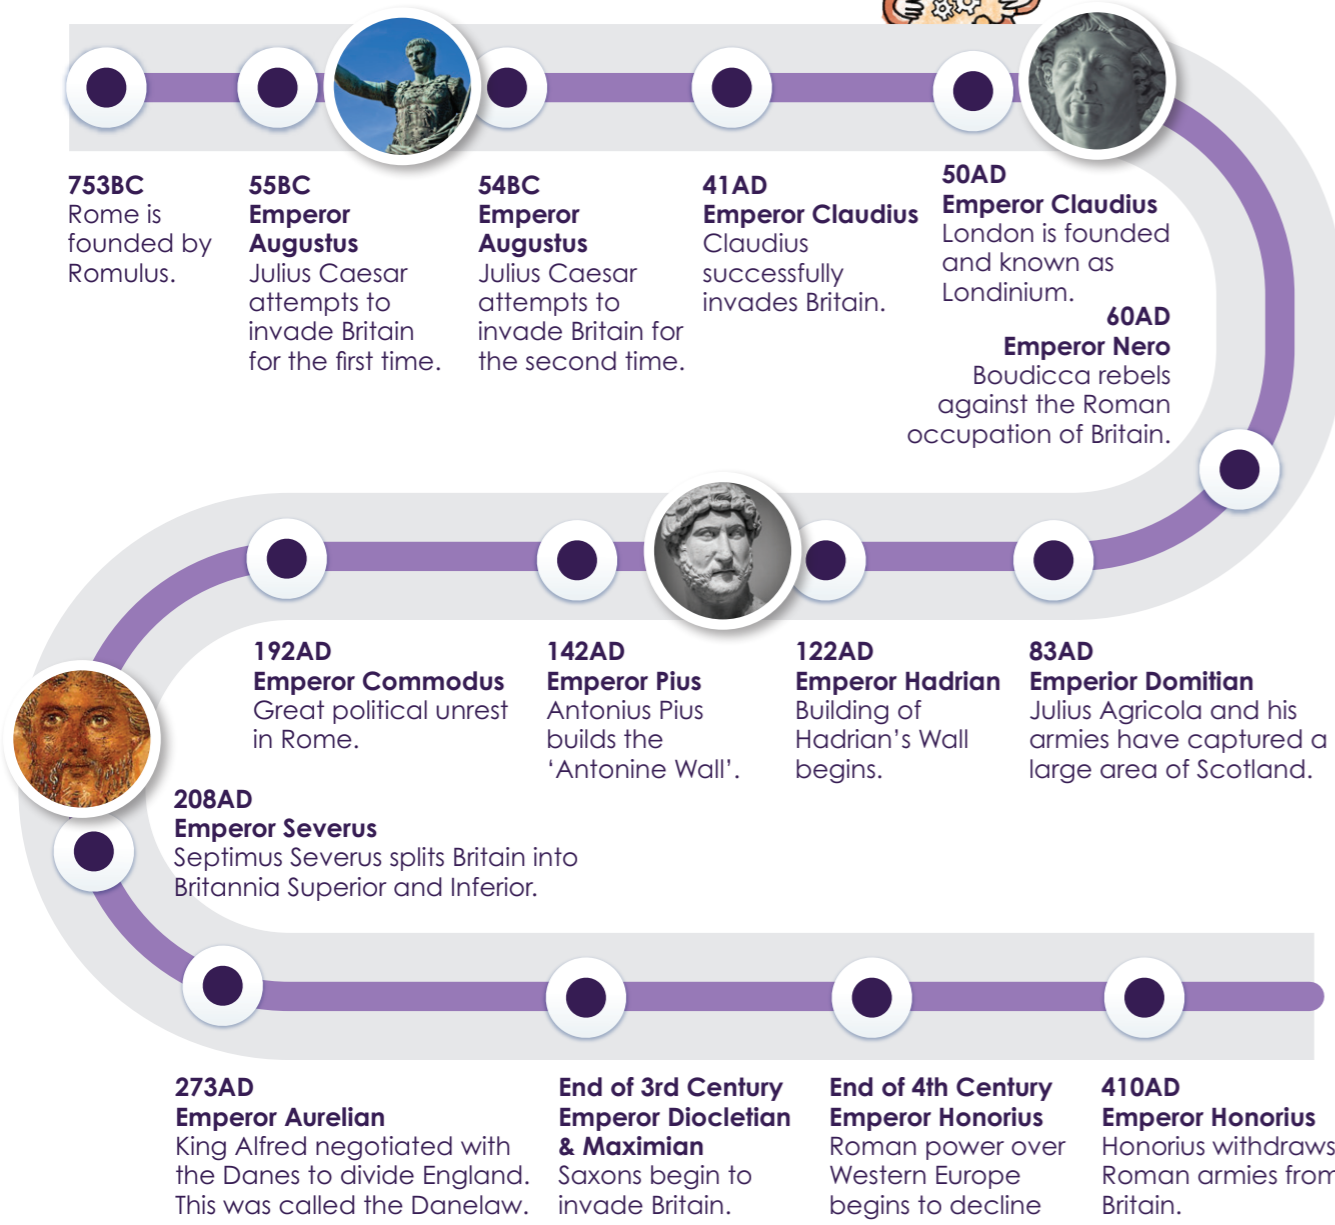 753BC
Rome is
founded by
Romulus.
55BC
Emperor
Augustus
Julius Caesar
attempts to
invade Britain
for the first time.
54BC
Emperor
Augustus
Julius Caesar
attempts to
invade Britain for
the second time.
41AD
Emperor Claudius
Claudius
successfully
invades Britain.
50AD
Emperor Claudius
London is founded
and known as
Londinium.
60AD
Emperor Nero
Boudicca rebels
against the Roman
occupation of Britain.
83AD
Emperior Domitian
Julius Agricola and his
armies have captured a
large area of Scotland.
122AD
Emperor Hadrian
Building of
Hadrian's Wall
begins.
142AD
Emperor Pius
Antonius Pius
builds the
'Antonine Wall'.
192AD
Emperor Commodus
Great political unrest
in Rome.
208AD
Emperor Severus
Septimus Severus splits Britain into
Britannia Superior and Inferior.
273AD
Emperor Aurelian
King Alfred negotiated with
the Danes to divide England.
This was called the Danelaw.
End of 3rd Century
Emperor Diocletian
& Maximian
Saxons begin to
invade Britain.
End of 4th Century
Emperor Honorius
Roman power over
Western Europe
begins to decline
410AD
Emperor Honorius
Honorius withdraws
Roman armies from
Britain.